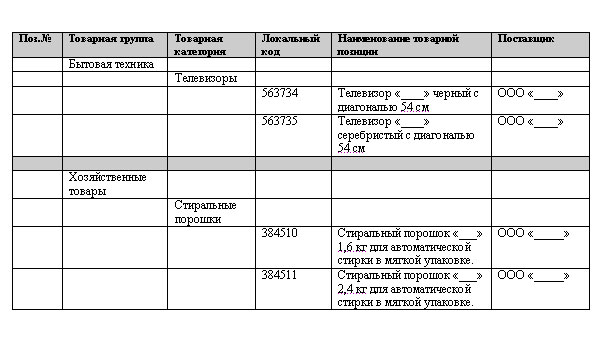 Поз.№ Товарная группа Товарная категория Локальный код Наименование товарной позиции Поставщик
Бытовая техника
Телевизоры
563734 Телевизор «____» черный с ООО «____»
диагональю 54 см
563735 Телевизор «____» ООО «____»
серебристый с диагональю
54 см
Хозяйственные
товары
Стиральные
порошки
384510 Стиральный порошок «___» ООО «_____»
1,6 кг для автоматической
стирки в мягкой упаковке.
384511 Стиральный порошок «___» ООО «_____»
2,4 кг для автоматической
стирки в мягкой упаковке.